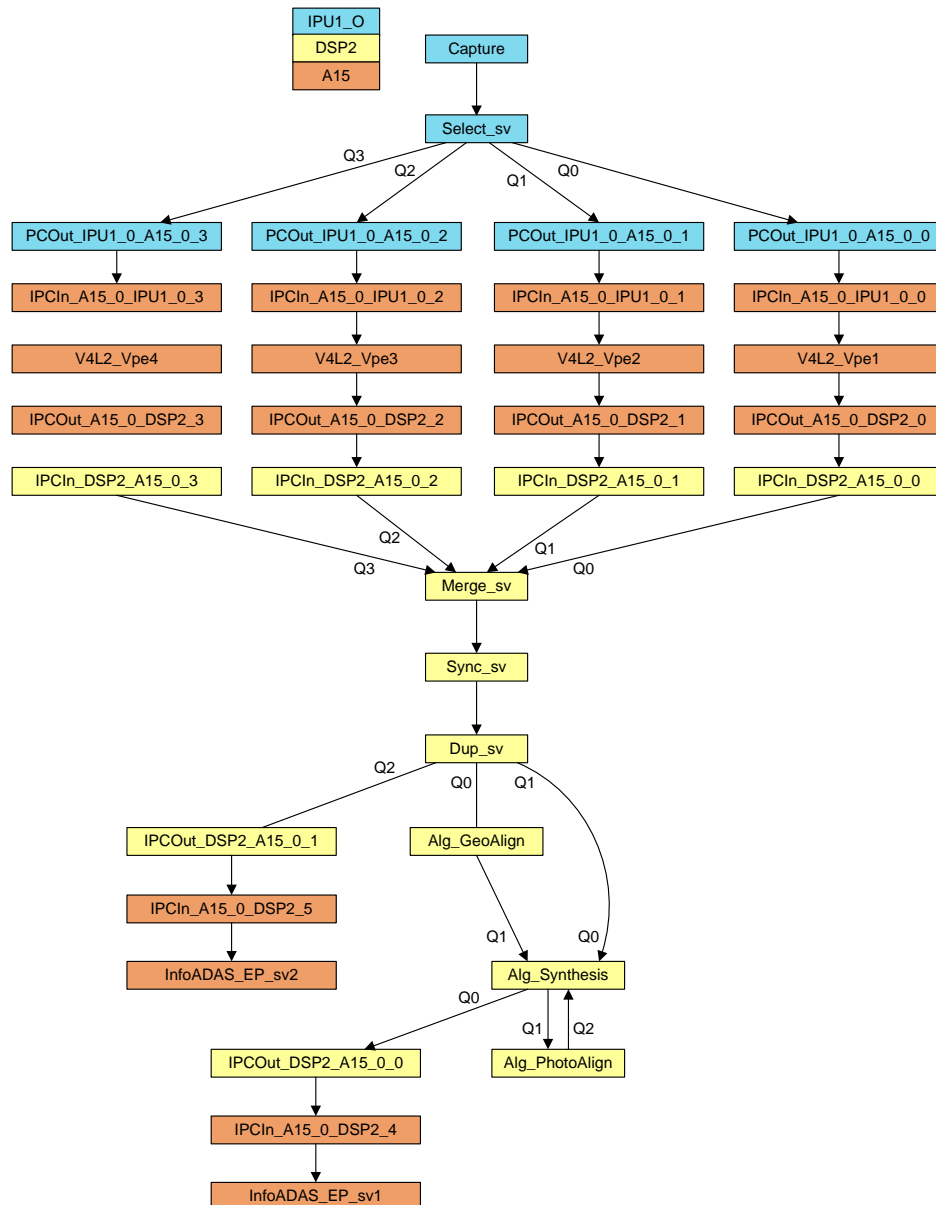 IPU1_O
DSP2
A15
Capture
Select_sv
Q3
Q2
Q1
Q0
PCOut_IPU1_0_A15_0_3
PCOut_IPU1_0_A15_0_2
PCOut_IPU1_0_A15_0_1
PCOut_IPU1_0_A15_0_0
IPCIn_A15_0_IPU1_0_3
IPCIn_A15_0_IPU1_0_2
IPCIn_A15_0_IPU1_0_1
IPCIn_A15_0_IPU1_0_0
V4L2_Vpe4
V4L2_Vpe3
V4L2_Vpe2
V4L2_Vpe1
IPCOut_A15_0_DSP2_3
IPCOut_A15_0_DSP2_2
IPCOut_A15_0_DSP2_1
IPCOut_A15_0_DSP2_0
IPCIn_DSP2_A15_0_3
IPCIn_DSP2_A15_0_2
IPCIn_DSP2_A15_0_1
IPCIn_DSP2_A15_0_0
Q3
Q2
Q1
Q0
Merge_sv
Sync_sv
Dup_sv
Q2
Q0
Q1
IPCOut_DSP2_A15_0_1
Alg_GeoAlign
IPCIn_A15_0_DSP2_5
Q1
Q0
InfoADAS_EP_sv2
Alg_Synthesis
Q0
Q1
Q2
IPCOut_DSP2_A15_0_0
Alg_PhotoAlign
IPCIn_A15_0_DSP2_4
InfoADAS_EP_sv1